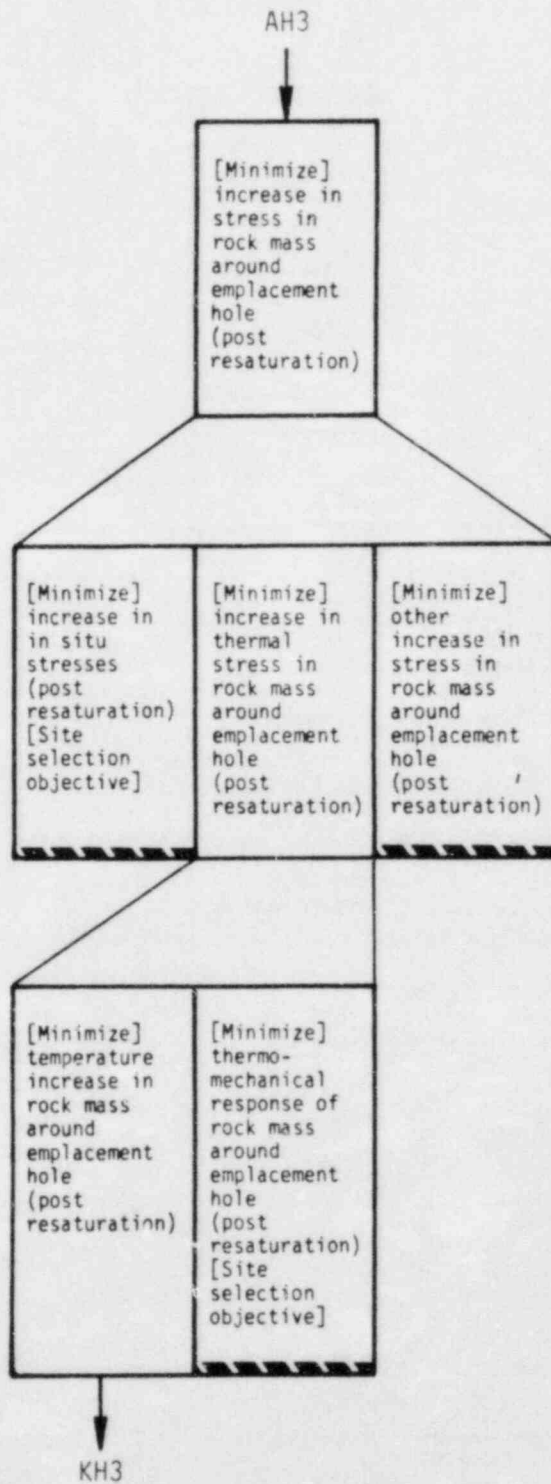 AH3
[Minimize]
increase in
stress in
rock mass
around
emplacement
hole
(post
resaturation)
[Minimize]
increase in
in situ
stresses
(post
resaturation)
[Site
selection
objective]
[Minimize]
increase in
thermal
stress in
rock mass
around
emplacement
hole
(post
resaturation)
[Minimize]
other
increase in
stress in
rock mass
around
emplacement
hole
(post
resaturation)
[Minimize]
temperature
increase in
rock mass
around
emplacement
hole
(post
resaturation)
[Minimize]
thermo-
mechanical
response of
rock mass
around
emplacement
hole
(post
resaturation)
[Site
selection
objective]
KH3